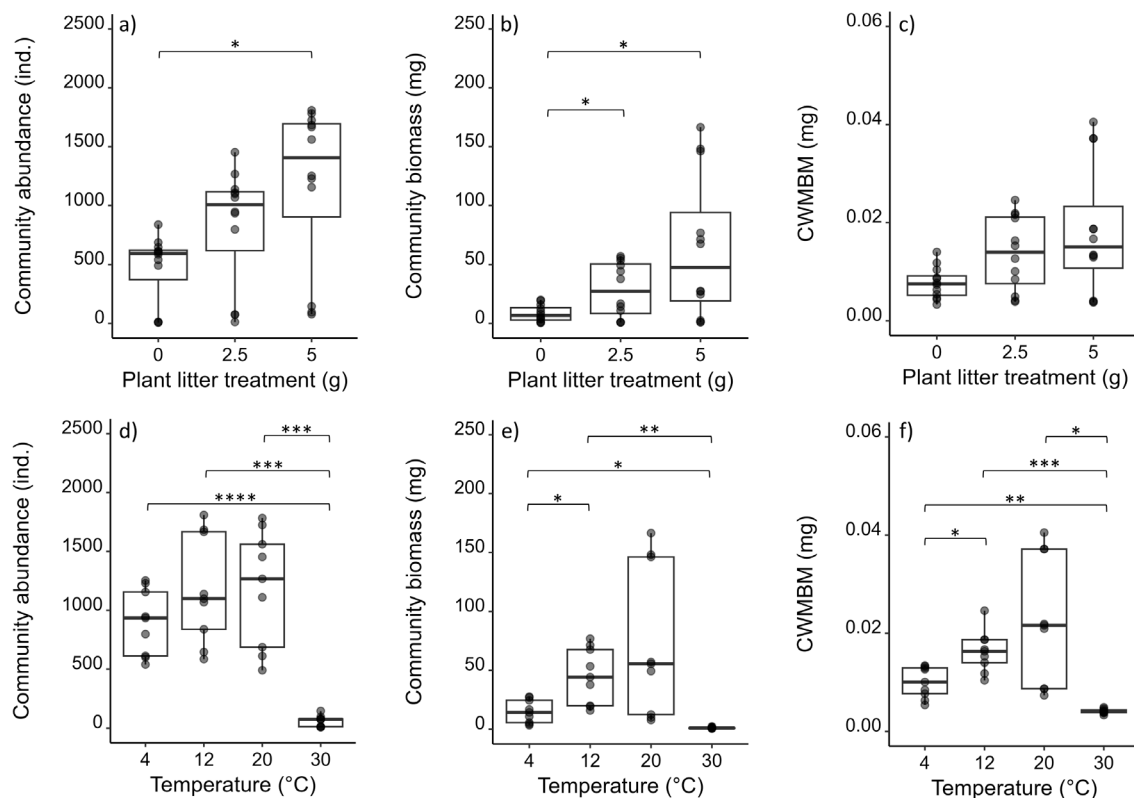 a)
Community abundance (ind.)
2500
2000
1500
1000
500
0
*
0 2.5 5
Plant litter treatment (g)
b)
Community biomass (mg)
250
200
150
100
50
0
*
*
0 2.5 5
Plant litter treatment (g)
c)
CWMBM (mg)
0.06
0.04
0.02
0.00
0 2.5 5
Plant litter treatment (g)
d)
Community abundance (ind.)
2500
2000
1500
1000
500
0
***
***
****
4 12 20 30
Temperature (°C)
e)
Community biomass (mg)
250
200
150
100
50
0
**
*
*
4 12 20 30
Temperature (°C)
f)
CWMBM (mg)
0.06
0.04
0.02
0.00
*
***
**
*
4 12 20 30
Temperature (°C)